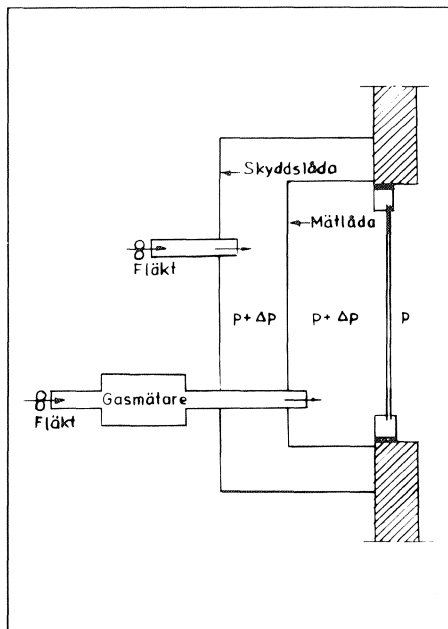 Skyddslåda
Mätlåda
Fläkt
p + Δp
p + Δp
p
Gasmätare
Fläkt